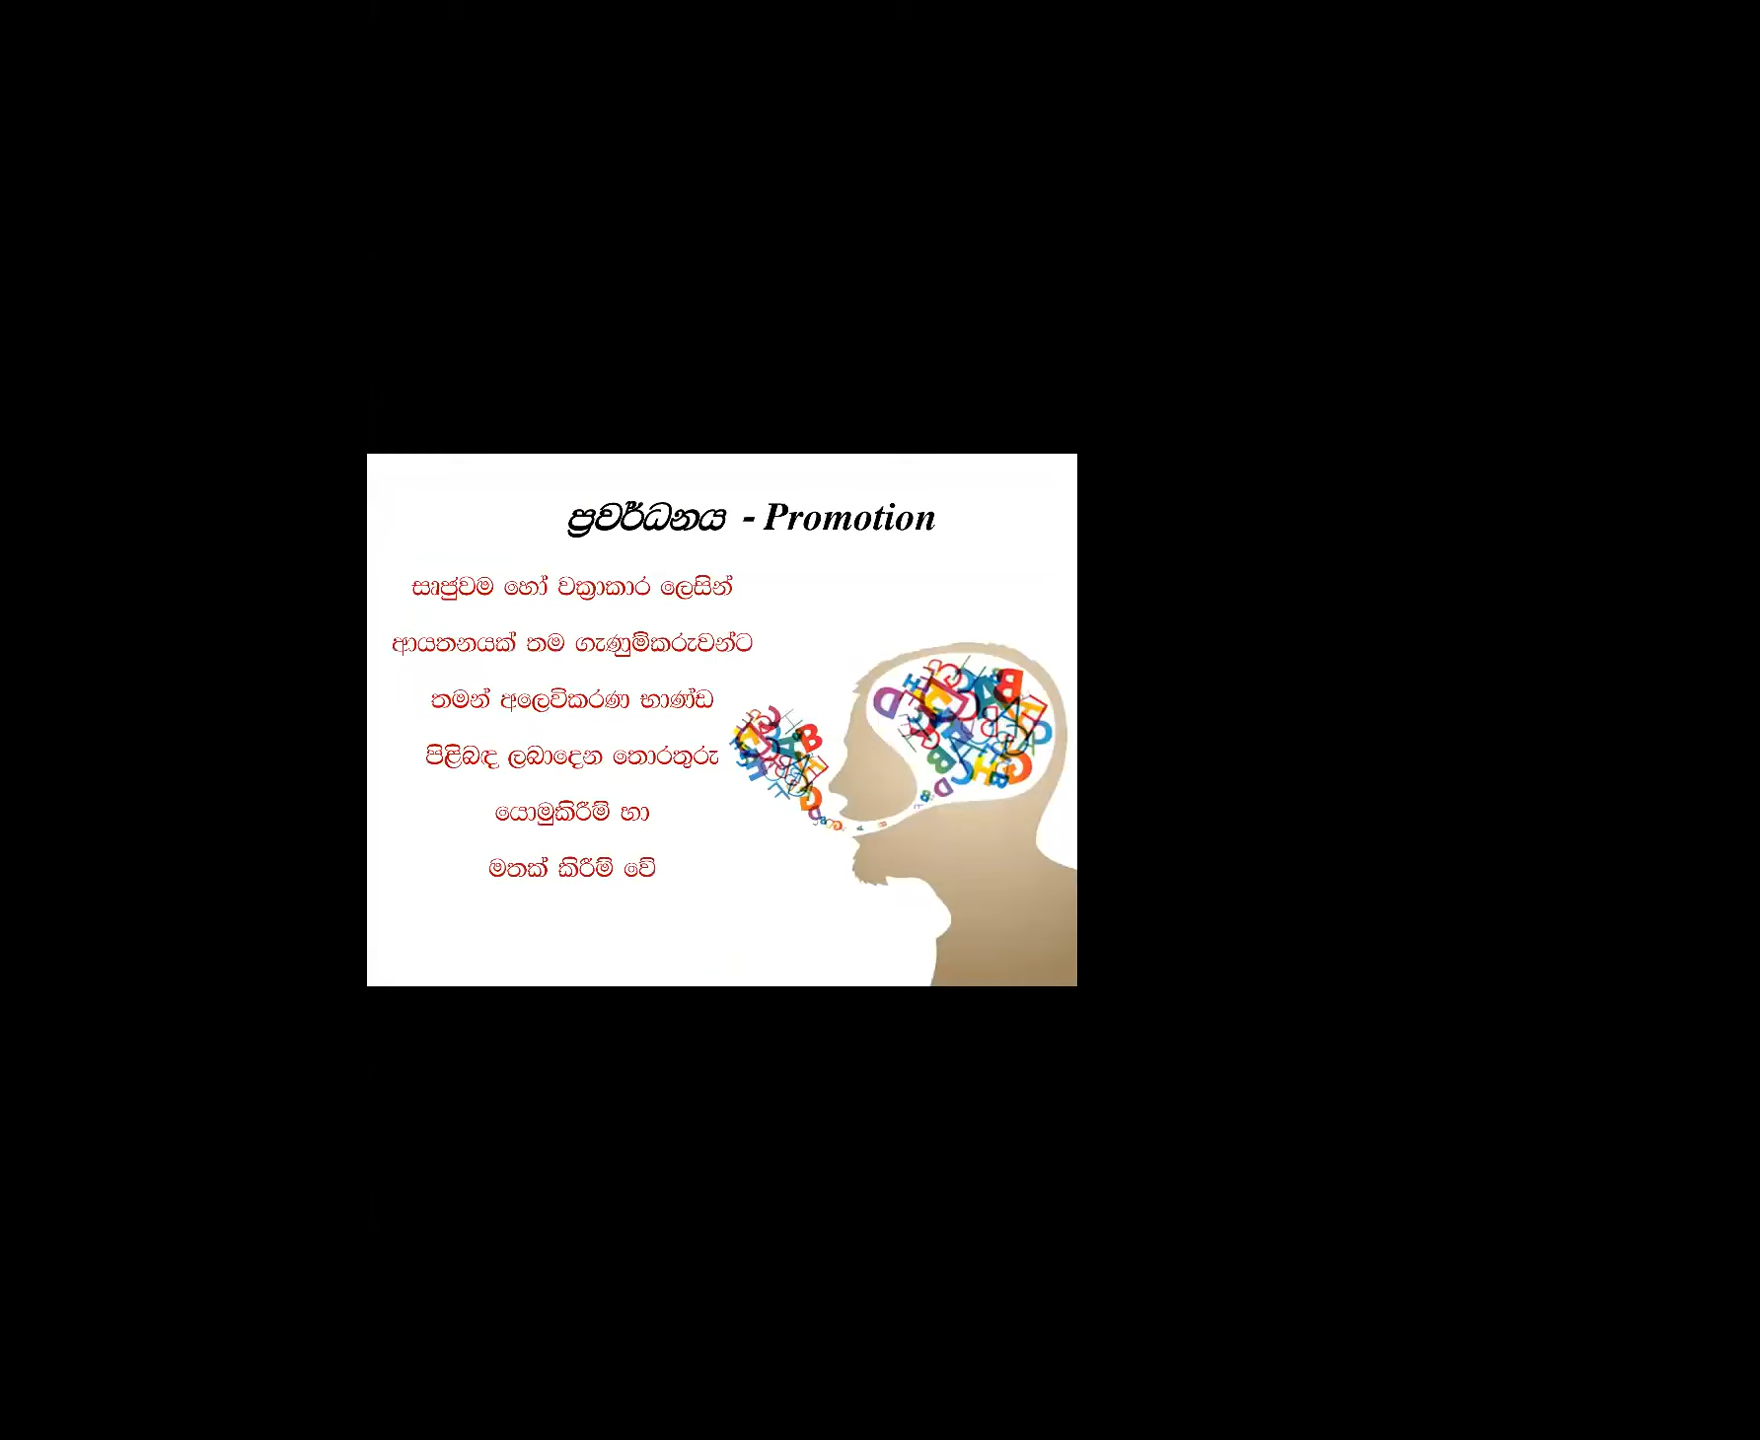 ප්‍රවර්ධනය - Promotion
සෘජුවම හෝ වක්‍රාකාර ලෙසින්
ආයතනයක් තම ගැණුම්කරුවන්ට
තමන් අලෙවිකරණ භාණ්ඩ
පිළිබඳ ලබාදෙන තොරතුරු
යොමුකිරීම් හා
මතක් කිරීම් වේ